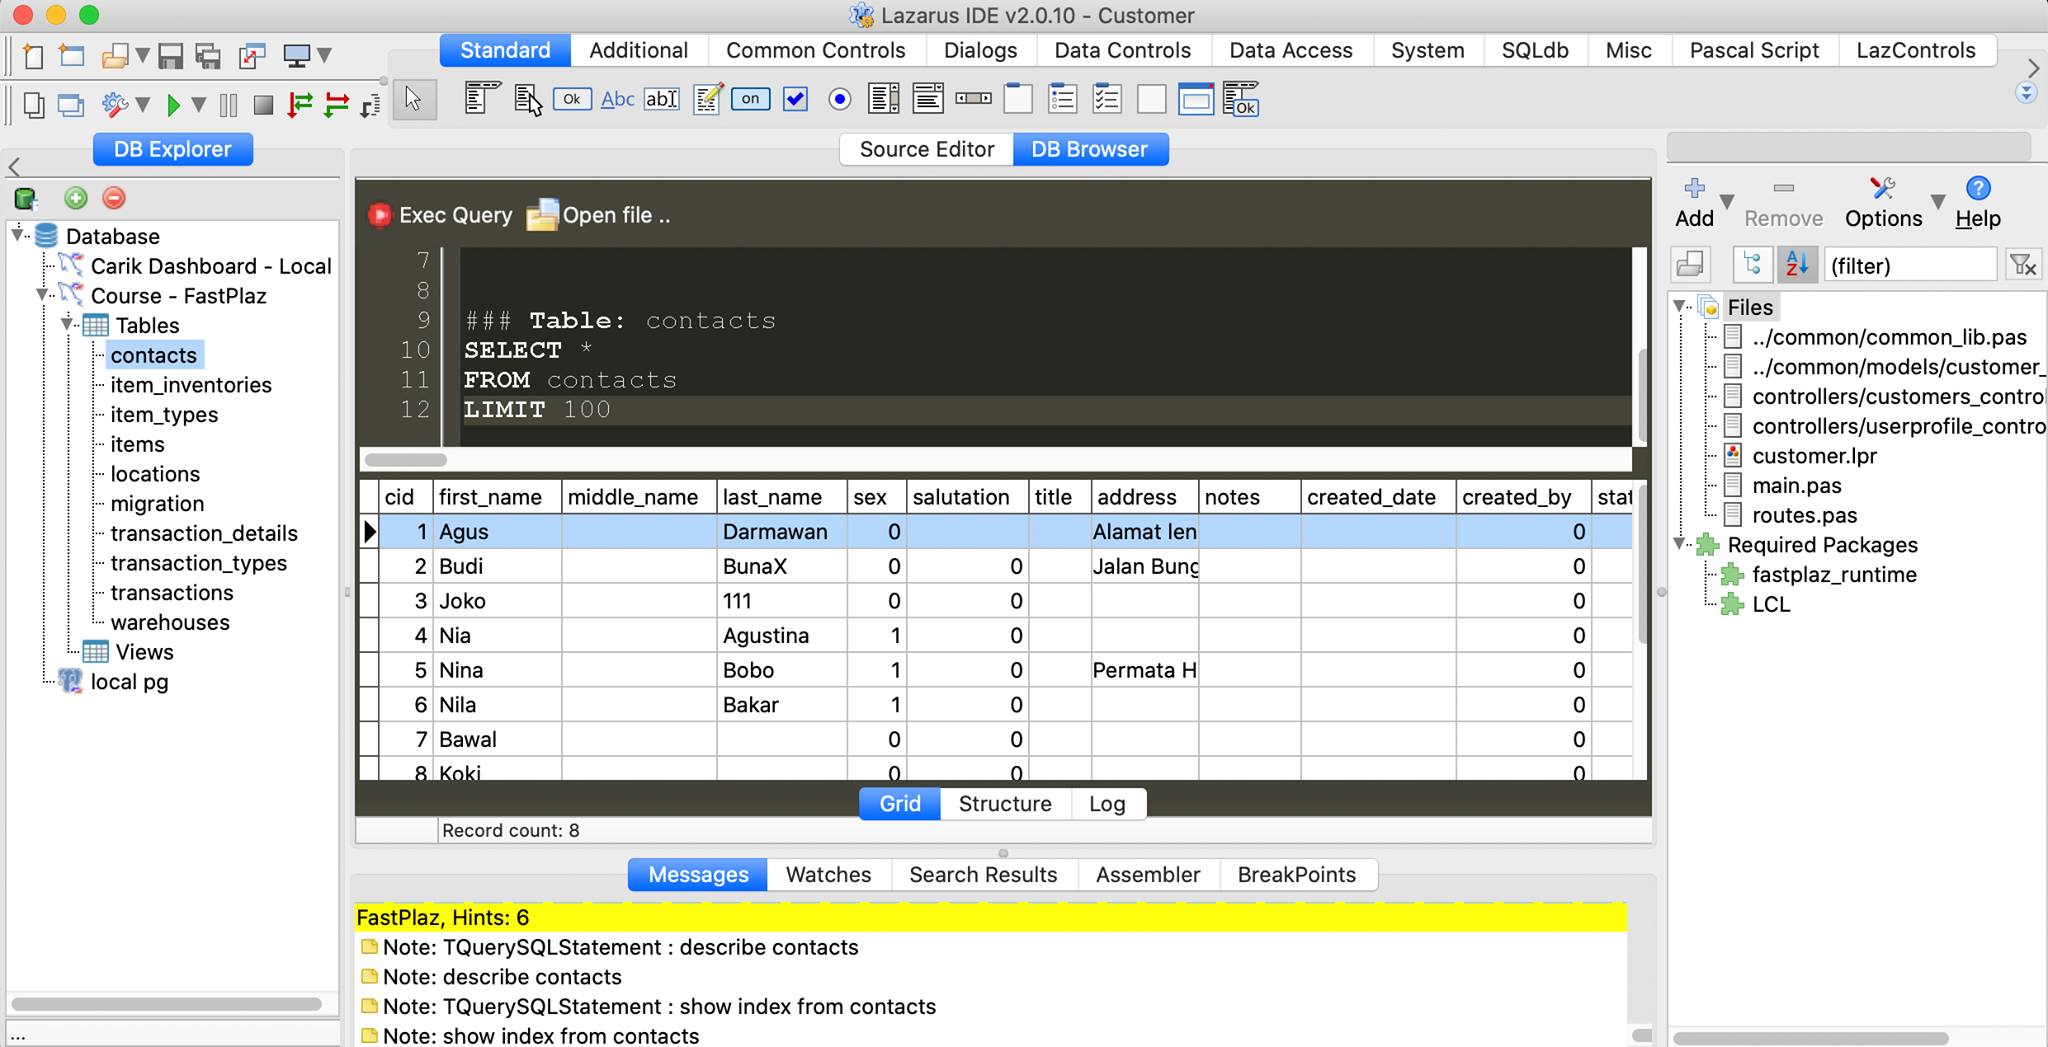 Lazarus IDE v2.0.10 - Customer
Standard Additional Common Controls Dialogs Data Controls Data Access System SQLdb Misc Pascal Script LazControls
Ok Abc ab on Ok
DB Explorer
Database
Carik Dashboard - Local
Course - FastPlaz
Tables
contacts
item_inventories
item_types
items
locations
migration
transaction_details
transaction_types
transactions
warehouses
Views
local pg
...
Source Editor DB Browser
Exec Query Open file ..
7
8
9 ### Table: contacts
10 SELECT *
11 FROM contacts
12 LIMIT 100
cid first_name middle_name last_name sex salutation title address notes created_date created_by stat
1 Agus Darmawan 0 Alamat len 0
2 Budi BunaX 0 0 Jalan Bung 0
3 Joko 111 0 0 0
4 Nia Agustina 1 0 0
5 Nina Bobo 1 0 Permata H 0
6 Nila Bakar 1 0 0
7 Bawal 0 0 0
8 Koki 0 0 0
Grid Structure Log
Record count: 8
Messages Watches Search Results Assembler BreakPoints
FastPlaz, Hints: 6
Note: TQuerySQLStatement : describe contacts
Note: describe contacts
Note: TQuerySQLStatement : show index from contacts
Note: show index from contacts
Add Remove Options ? Help
A Z (filter)
Files
../common/common_lib.pas
../common/models/customer_
controllers/customers_contro
controllers/userprofile_contro
customer.lpr
main.pas
routes.pas
Required Packages
fastplaz_runtime
LCL